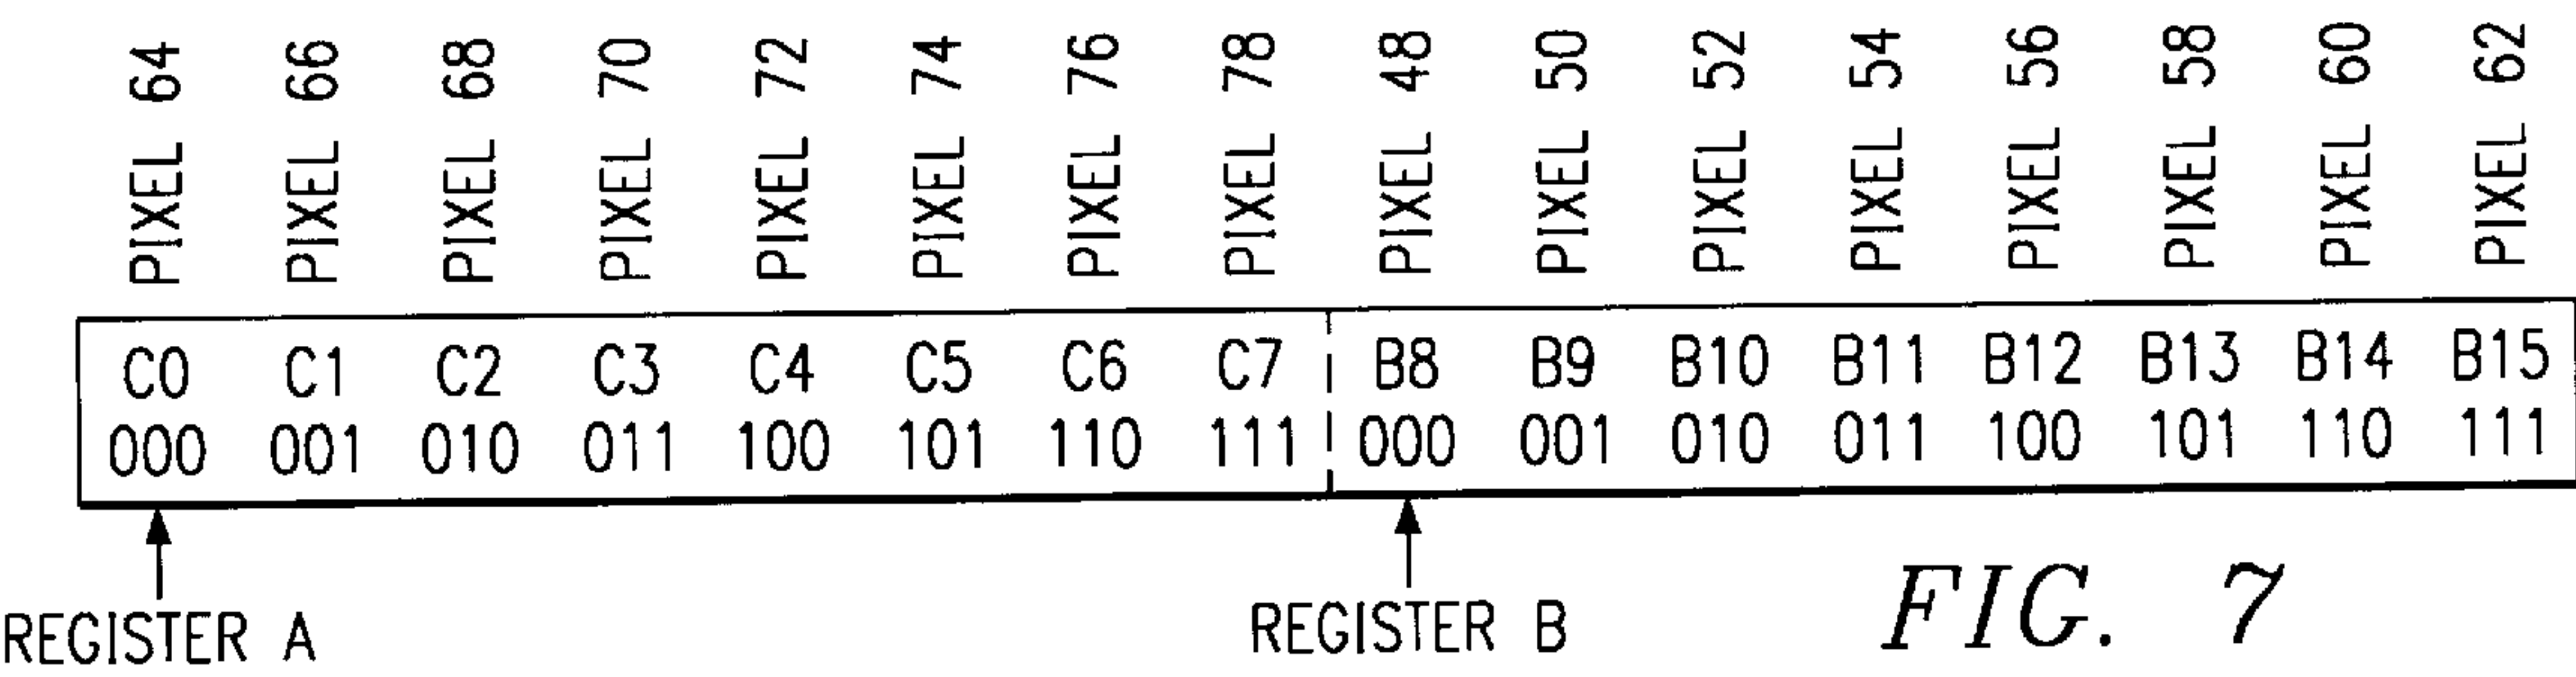 PIXEL 64 PIXEL 66 PIXEL 68 PIXEL 70 PIXEL 72 PIXEL 74 PIXEL 76 PIXEL 78 PIXEL 48 PIXEL 50 PIXEL 52 PIXEL 54 PIXEL 56 PIXEL 58 PIXEL 60 PIXEL 62
C0 C1 C2 C3 C4 C5 C6 C7 B8 B9 B10 B11 B12 B13 B14 B15
000 001 010 011 100 101 110 111 000 001 010 011 100 101 110 111
REGISTER A REGISTER B FIG. 7